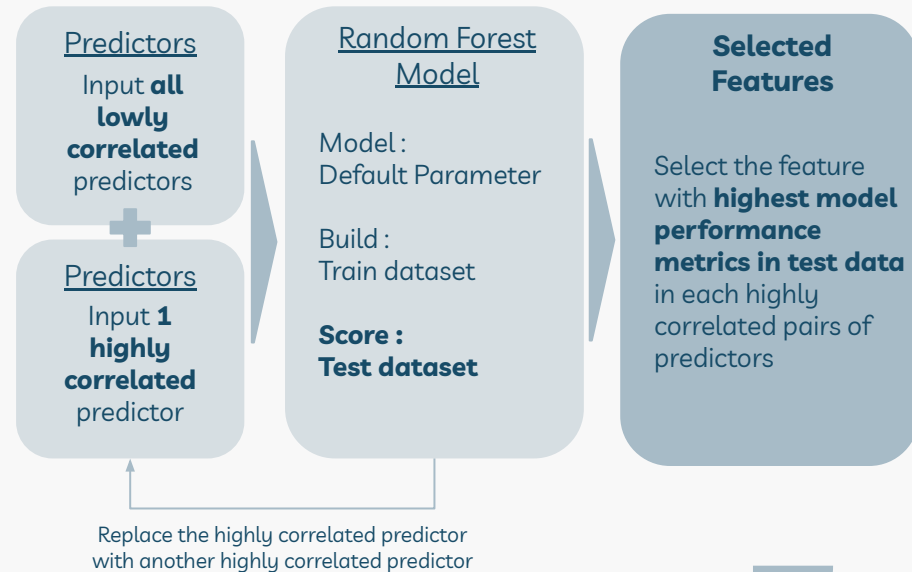 Predictors
Input all
lowly
correlated
predictors
Predictors
Input 1
highly
correlated
predictor
Random Forest
Model
Model :
Default Parameter
Build :
Train dataset
Score :
Test dataset
Selected
Features
Select the feature
with highest model
performance
metrics in test data
in each highly
correlated pairs of
predictors
Replace the highly correlated predictor
with another highly correlated predictor